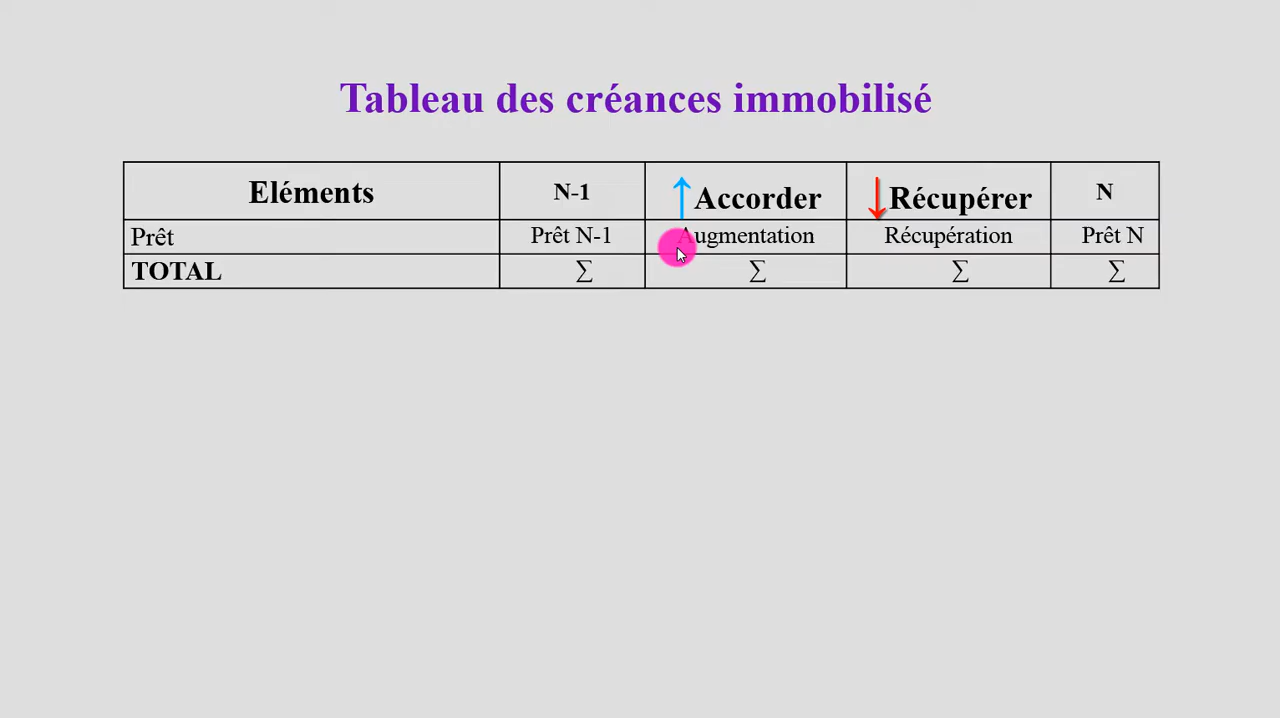 Tableau des créances immobilisé
Eléments N-1 ↑Accorder ↓Récupérer N
Prêt Prêt N-1 Augmentation Récupération Prêt N
TOTAL ∑ ∑ ∑ ∑